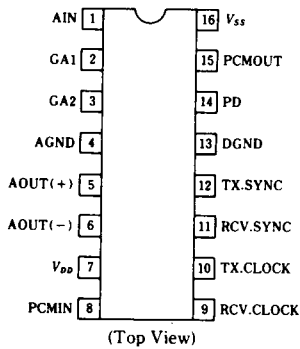 AIN 1 16 Vss
GA1 2 15 PCMOUT
GA2 3 14 PD
AGND 4 13 DGND
AOUT(+) 5 12 TX.SYNC
AOUT(−) 6 11 RCV.SYNC
VDD 7 10 TX.CLOCK
PCMIN 8 9 RCV.CLOCK
(Top View)